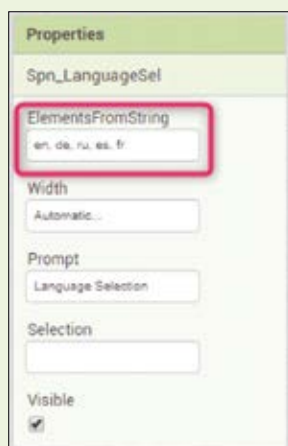 Properties
Spn_LanguageSel
ElementsFromString
en, de, ru, es, fr
Width
Automatic...
Prompt
Language Selection
Selection
Visible